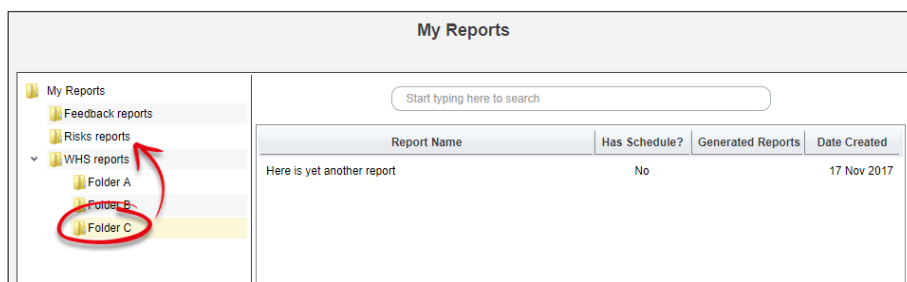 My Reports
My Reports
Feedback reports
Risks reports
WHS reports
Folder A
Folder B
Folder C
Start typing here to search
Report Name Has Schedule? Generated Reports Date Created
Here is yet another report No 17 Nov 2017